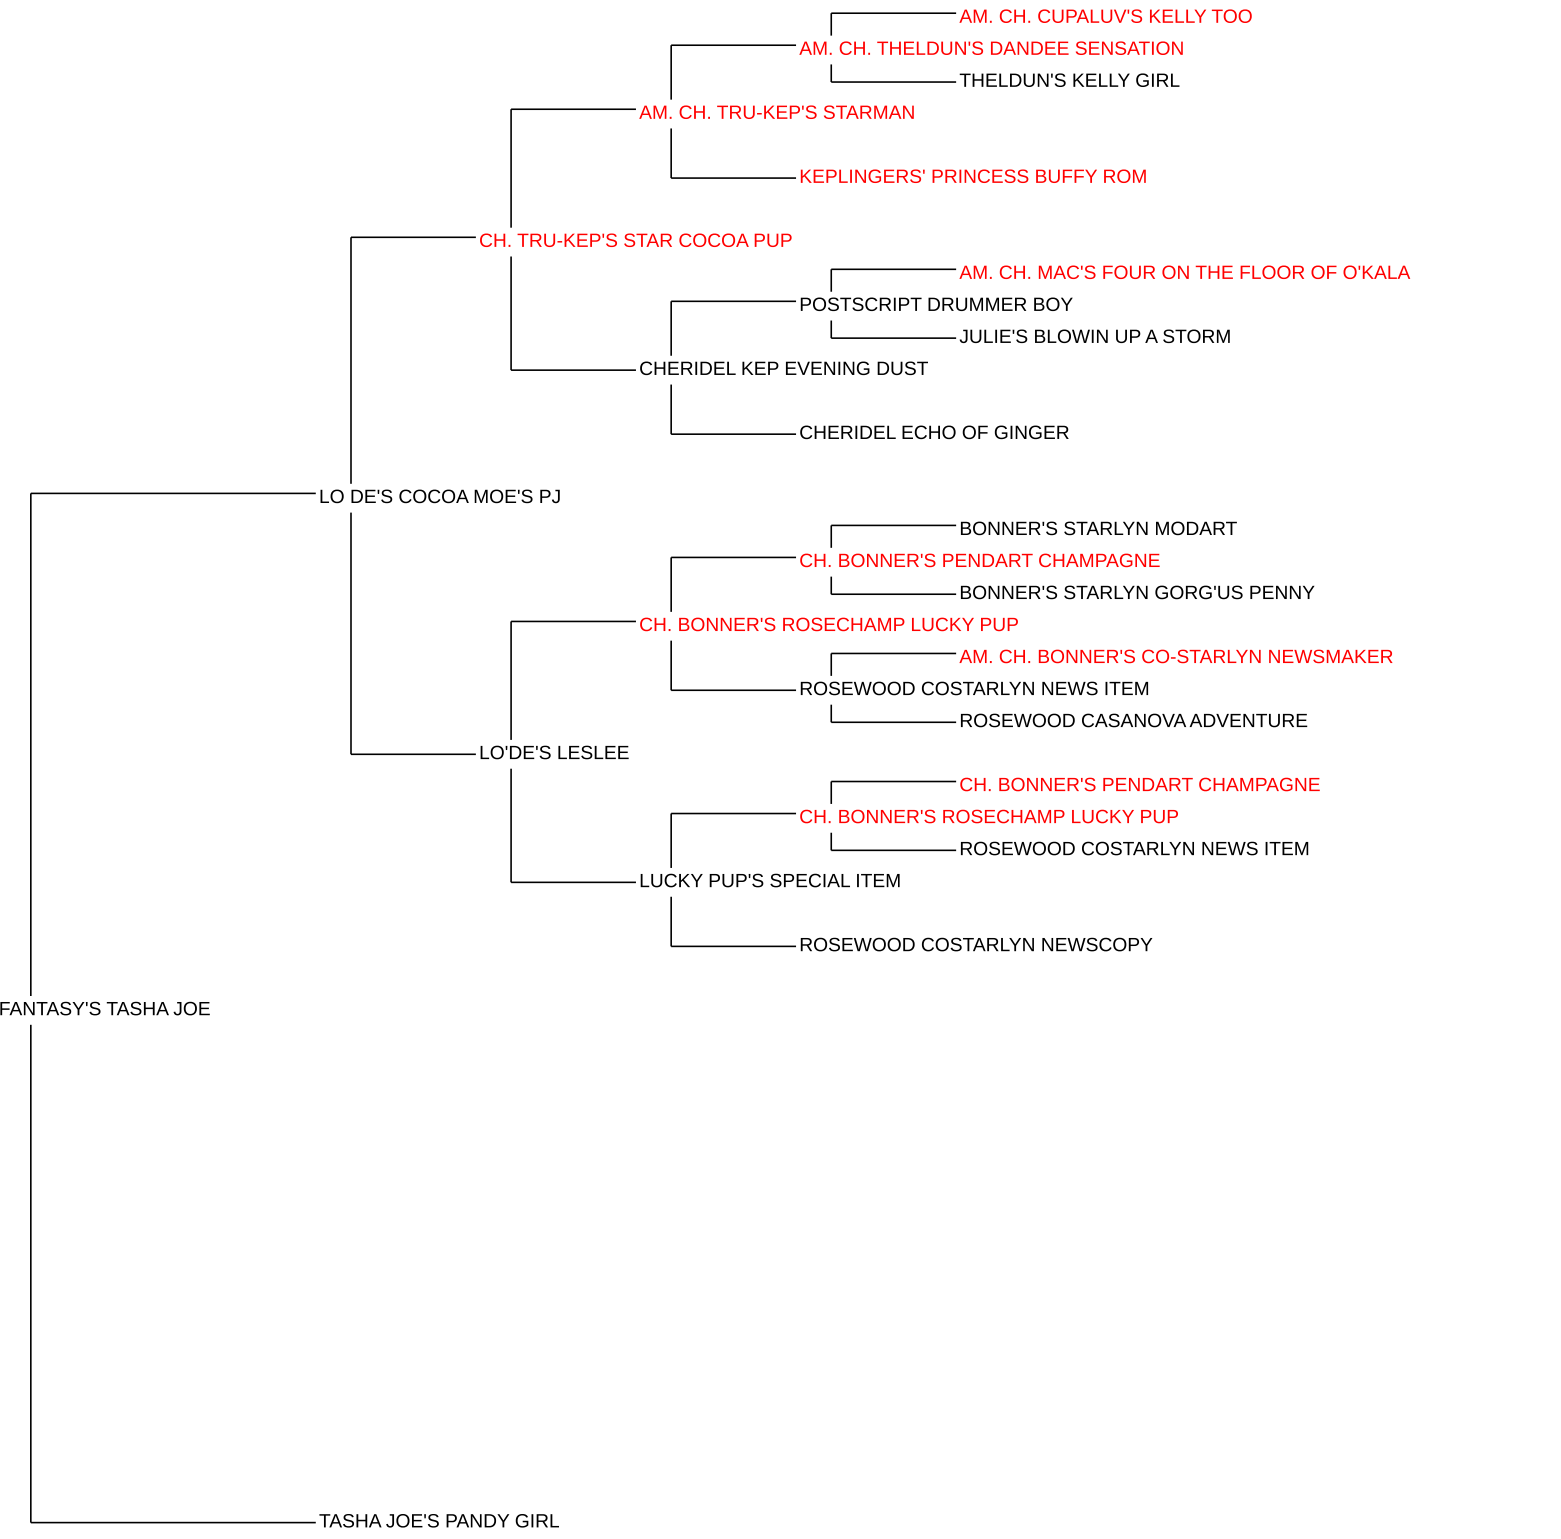 AM. CH. CUPALUV'S KELLY TOO
AM. CH. THELDUN'S DANDEE SENSATION
THELDUN'S KELLY GIRL
AM. CH. TRU-KEP'S STARMAN
KEPLINGERS' PRINCESS BUFFY ROM
CH. TRU-KEP'S STAR COCOA PUP
AM. CH. MAC'S FOUR ON THE FLOOR OF O'KALA
POSTSCRIPT DRUMMER BOY
JULIE'S BLOWIN UP A STORM
CHERIDEL KEP EVENING DUST
CHERIDEL ECHO OF GINGER
LO DE'S COCOA MOE'S PJ
BONNER'S STARLYN MODART
CH. BONNER'S PENDART CHAMPAGNE
BONNER'S STARLYN GORG'US PENNY
CH. BONNER'S ROSECHAMP LUCKY PUP
AM. CH. BONNER'S CO-STARLYN NEWSMAKER
ROSEWOOD COSTARLYN NEWS ITEM
ROSEWOOD CASANOVA ADVENTURE
LO'DE'S LESLEE
CH. BONNER'S PENDART CHAMPAGNE
CH. BONNER'S ROSECHAMP LUCKY PUP
ROSEWOOD COSTARLYN NEWS ITEM
LUCKY PUP'S SPECIAL ITEM
ROSEWOOD COSTARLYN NEWSCOPY
FANTASY'S TASHA JOE
TASHA JOE'S PANDY GIRL